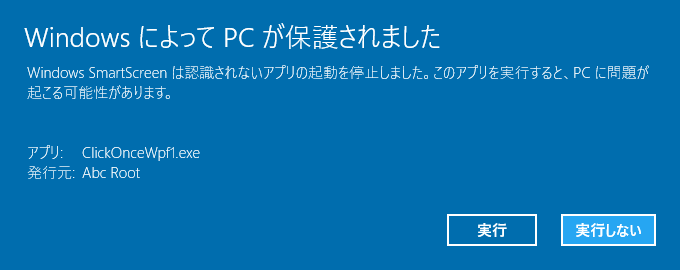 Windows によって PC が保護されました
Windows SmartScreen は認識されないアプリの起動を停止しました。このアプリを実行すると、PC に問題が
起こる可能性があります。
アプリ: ClickOnceWpf1.exe
発行元: Abc Root
実行
実行しない